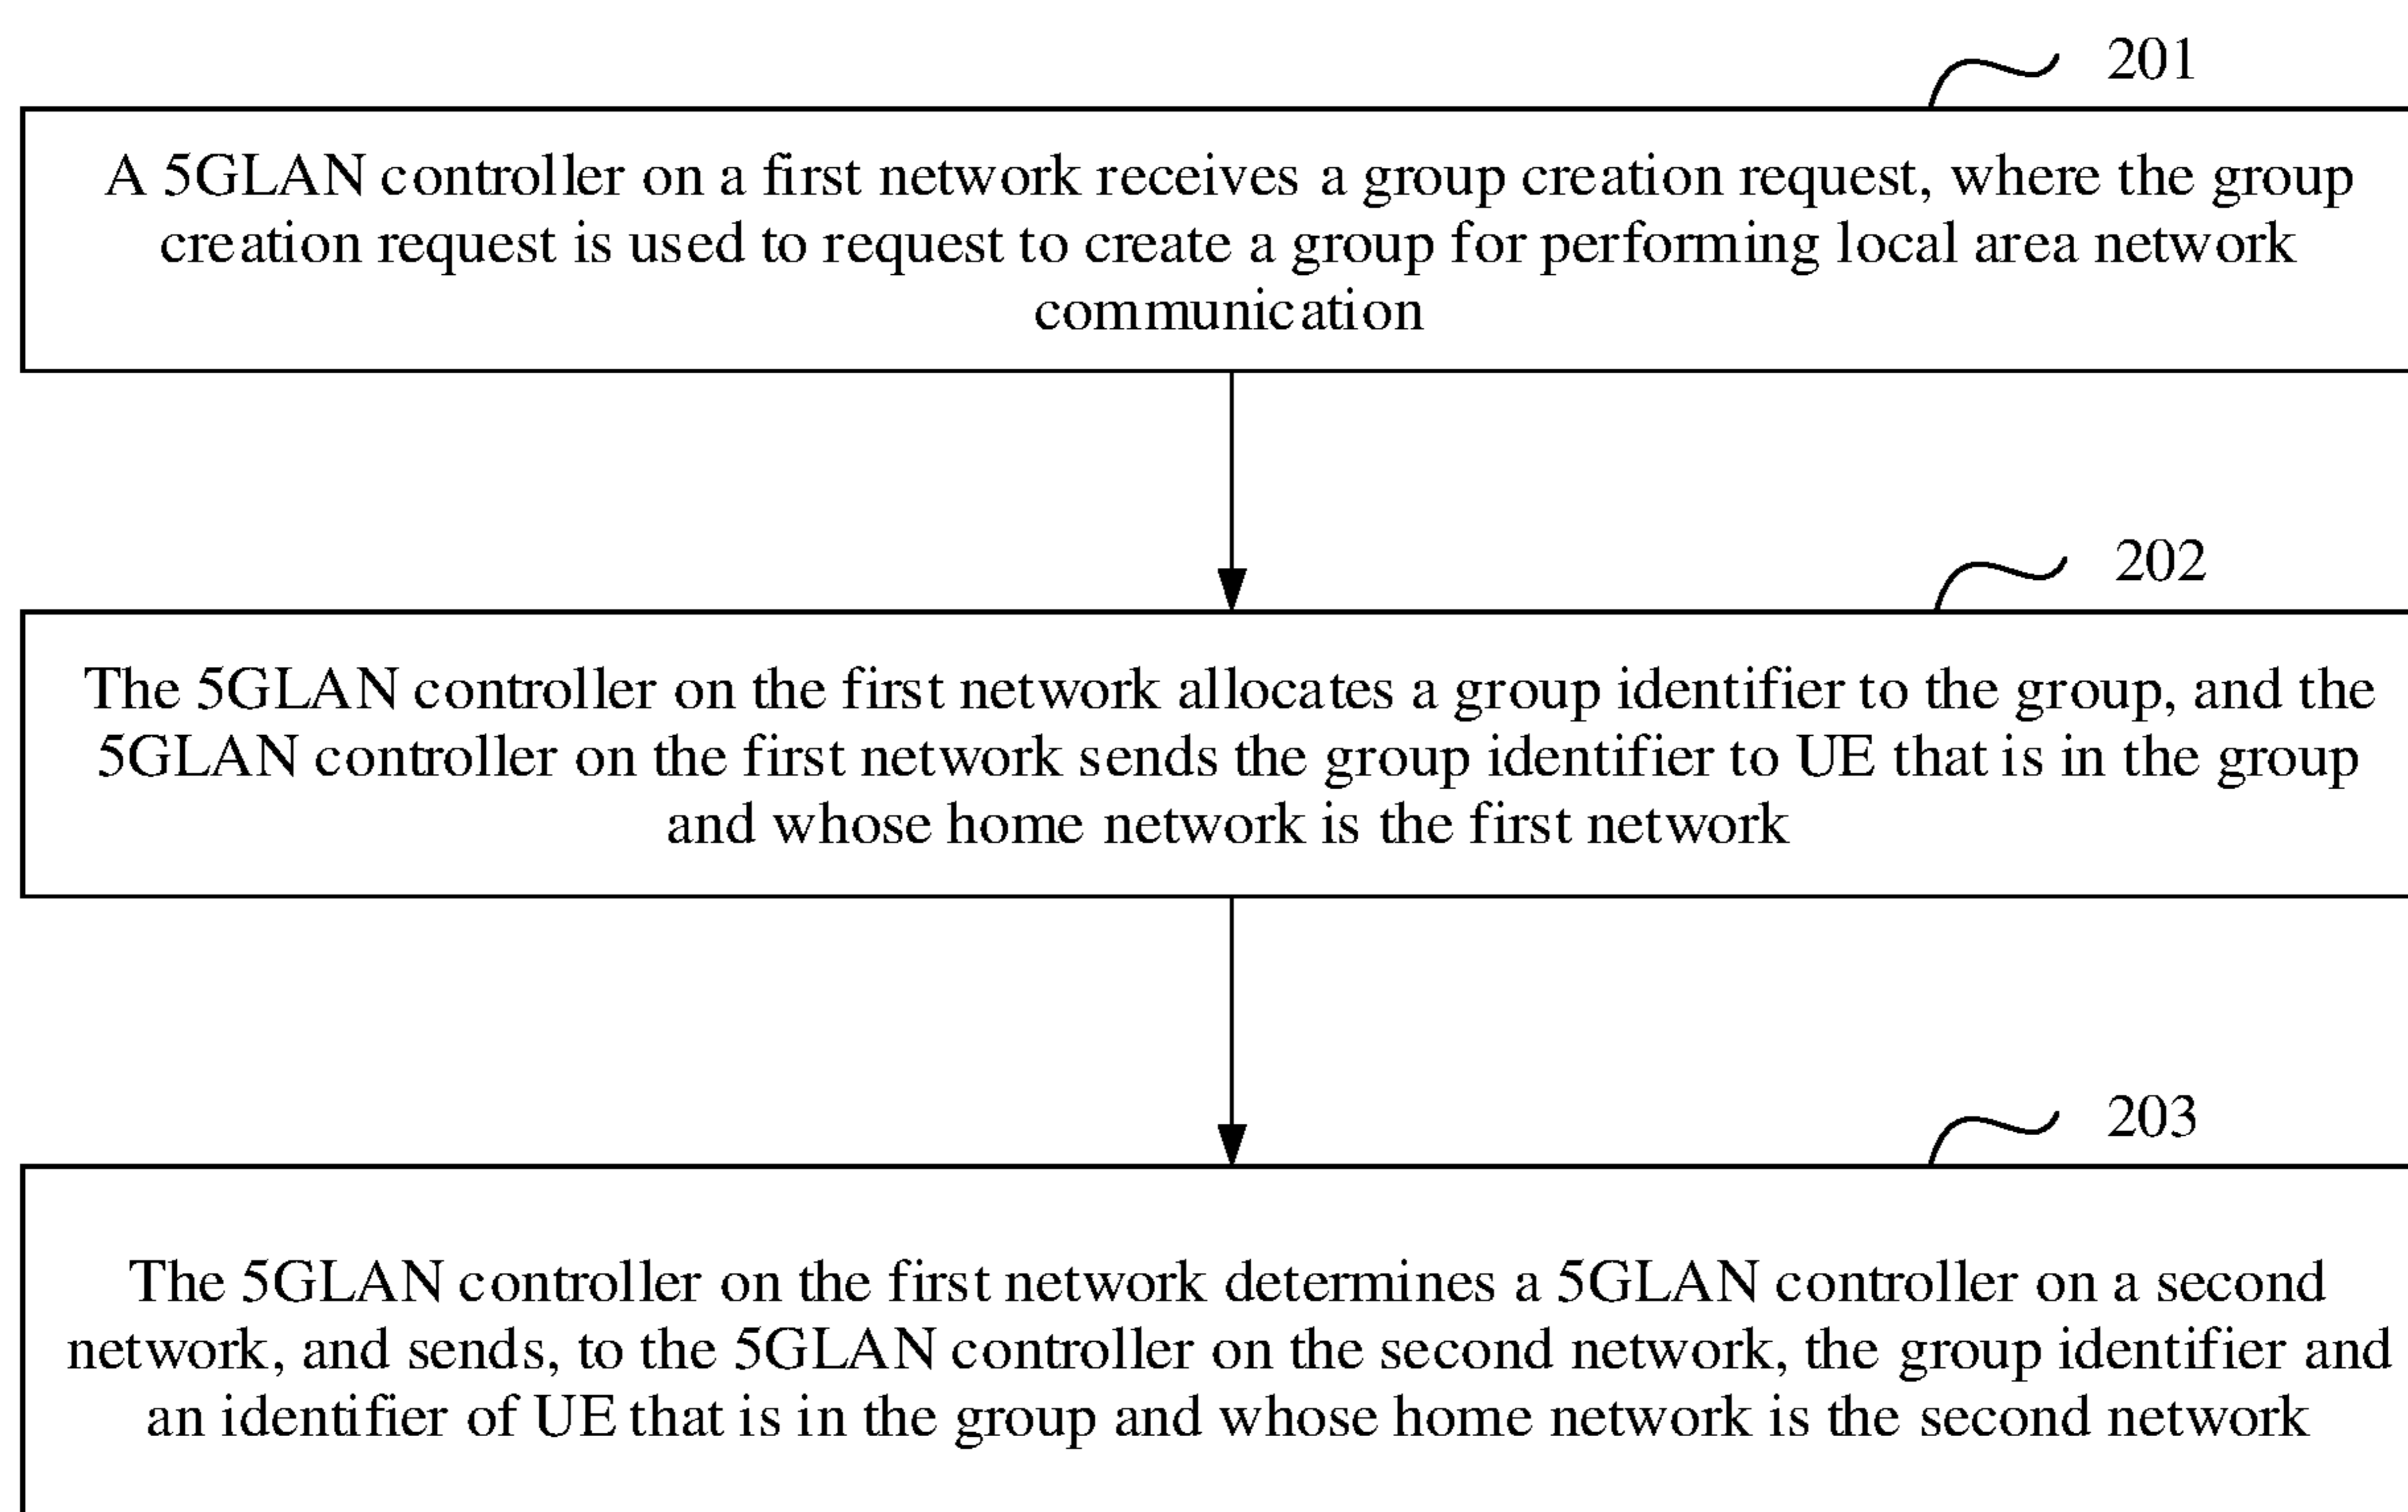 201
A 5GLAN controller on a first network receives a group creation request, where the group
creation request is used to request to create a group for performing local area network
communication
202
The 5GLAN controller on the first network allocates a group identifier to the group, and the
5GLAN controller on the first network sends the group identifier to UE that is in the group
and whose home network is the first network
203
The 5GLAN controller on the first network determines a 5GLAN controller on a second
network, and sends, to the 5GLAN controller on the second network, the group identifier and
an identifier of UE that is in the group and whose home network is the second network